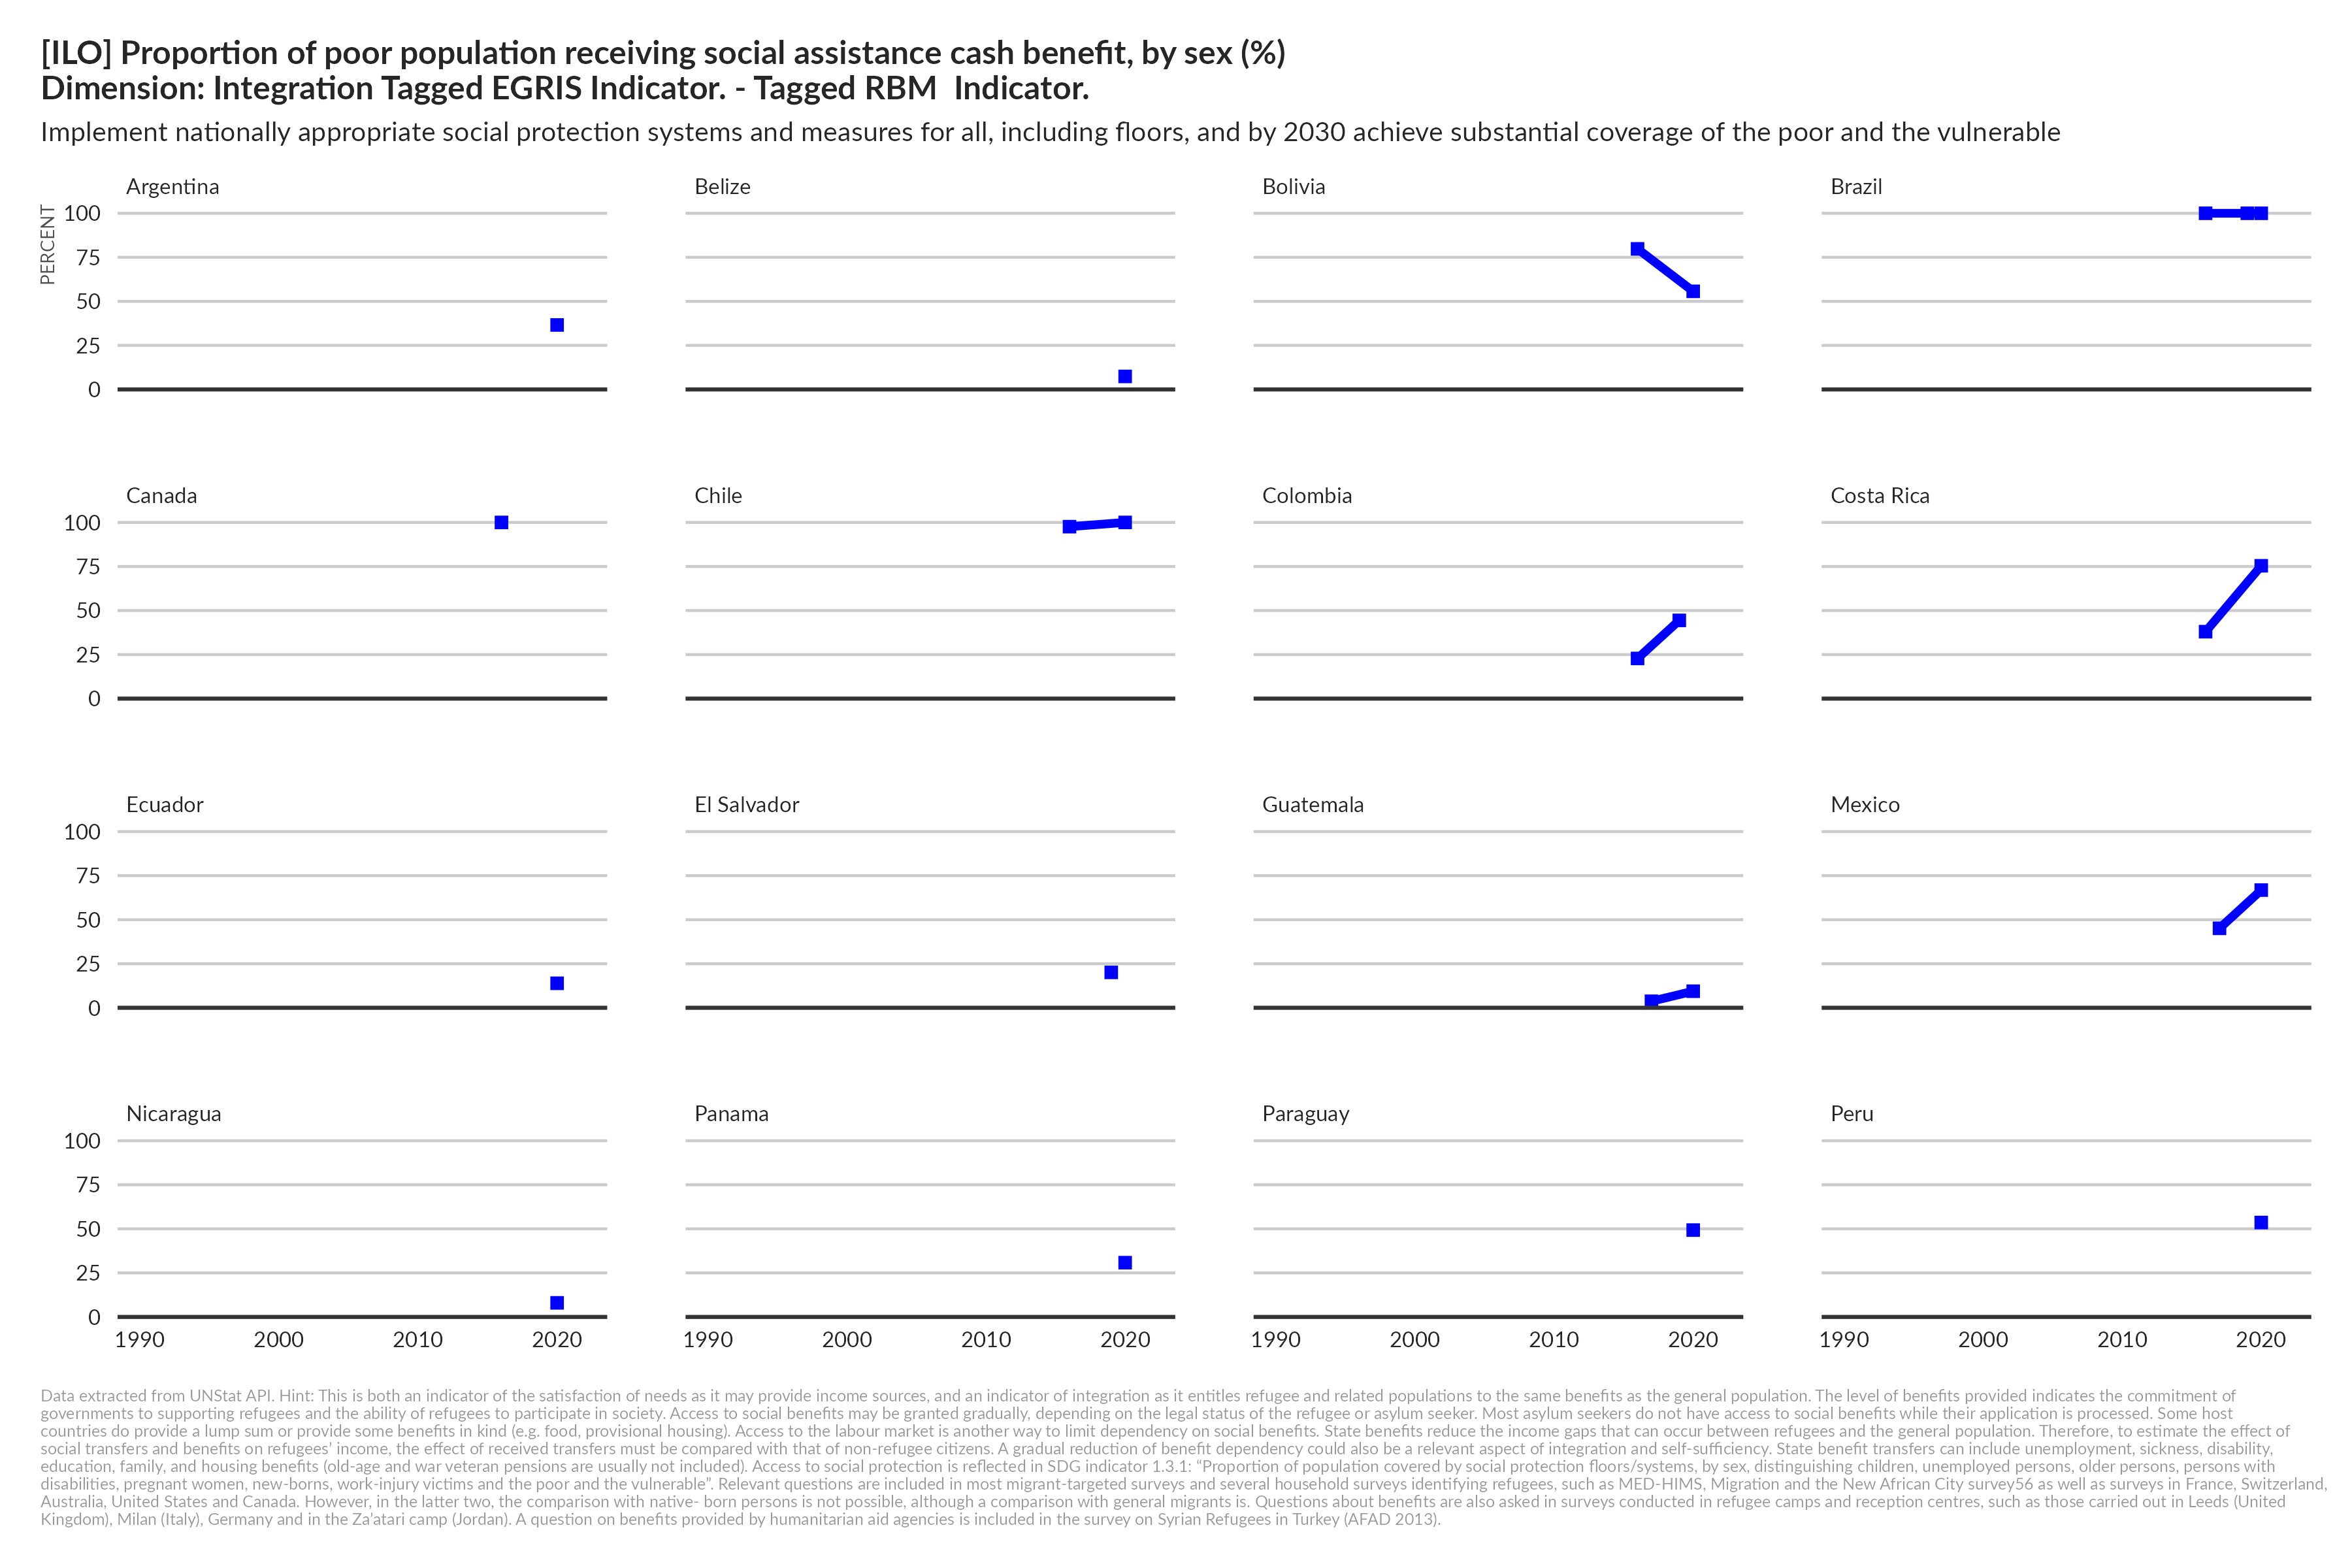 [ILO] Proportion of poor population receiving social assistance cash benefit, by sex (%)
Dimension: Integration Tagged EGRIS Indicator. - Tagged RBM  Indicator.
Implement nationally appropriate social protection systems and measures for all, including floors, and by 2030 achieve substantial coverage of the poor and the vulnerable
Argentina
Belize
Bolivia
Brazil
PERCENT
100
75
50
25
0
Canada
Chile
Colombia
Costa Rica
100
75
50
25
0
Ecuador
El Salvador
Guatemala
Mexico
100
75
50
25
0
Nicaragua
Panama
Paraguay
Peru
100
75
50
25
0
1990 2000 2010 2020 1990 2000 2010 2020 1990 2000 2010 2020 1990 2000 2010 2020
Data extracted from UNStat API. Hint: This is both an indicator of the satisfaction of needs as it may provide income sources, and an indicator of integration as it entitles refugee and related populations to the same benefits as the general population. The level of benefits provided indicates the commitment of
governments to supporting refugees and the ability of refugees to participate in society. Access to social benefits may be granted gradually, depending on the legal status of the refugee or asylum seeker. Most asylum seekers do not have access to social benefits while their application is processed. Some host
countries do provide a lump sum or provide some benefits in kind (e.g. food, provisional housing). Access to the labour market is another way to limit dependency on social benefits. State benefits reduce the income gaps that can occur between refugees and the general population. Therefore, to estimate the effect of
social transfers and benefits on refugees' income, the effect of received transfers must be compared with that of non-refugee citizens. A gradual reduction of benefit dependency could also be a relevant aspect of integration and self-sufficiency. State benefit transfers can include unemployment, sickness, disability,
education, family, and housing benefits (old-age and war veteran pensions are usually not included). Access to social protection is reflected in SDG indicator 1.3.1: “Proportion of population covered by social protection floors/systems, by sex, distinguishing children, unemployed persons, older persons, persons with
disabilities, pregnant women, new-borns, work-injury victims and the poor and the vulnerable”. Relevant questions are included in most migrant-targeted surveys and several household surveys identifying refugees, such as MED-HIMS, Migration and the New African City survey56 as well as surveys in France, Switzerland,
Australia, United States and Canada. However, in the latter two, the comparison with native- born persons is not possible, although a comparison with general migrants is. Questions about benefits are also asked in surveys conducted in refugee camps and reception centres, such as those carried out in Leeds (United
Kingdom), Milan (Italy), Germany and in the Za'atari camp (Jordan). A question on benefits provided by humanitarian aid agencies is included in the survey on Syrian Refugees in Turkey (AFAD 2013).